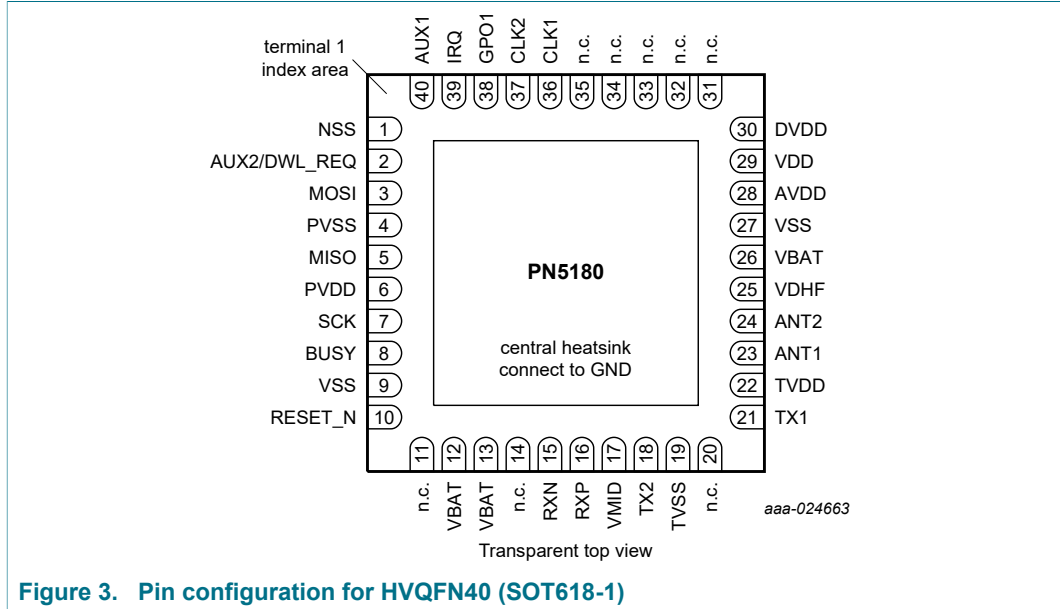 terminal 1
index area
AUX1
IRQ
GPO1
CLK2
CLK1
n.c.
n.c.
n.c.
n.c.
n.c.
40
39
38
37
36
35
34
33
32
31
NSS 1
AUX2/DWL_REQ 2
MOSI 3
PVSS 4
MISO 5
PVDD 6
SCK 7
BUSY 8
VSS 9
RESET_N 10
PN5180
central heatsink
connect to GND
30 DVDD
29 VDD
28 AVDD
27 VSS
26 VBAT
25 VDHF
24 ANT2
23 ANT1
22 TVDD
21 TX1
11
12
13
14
15
16
17
18
19
20
n.c.
VBAT
VBAT
n.c.
RXN
RXP
VMID
TX2
TVSS
n.c.
aaa-024663
Transparent top view
Figure 3. Pin configuration for HVQFN40 (SOT618-1)